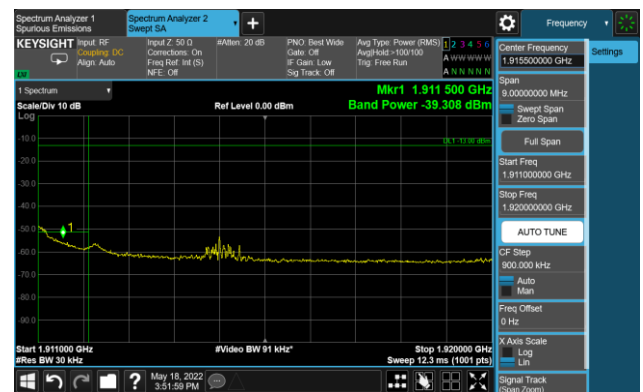 Spectrum Analyzer 1
Spurious Emissions
Spectrum Analyzer 2
Swept SA
Frequency
KEYSIGHT
Input: RF
Coupling: DC
Align: Auto
Input Z: 50 Ω
Corrections: On
Freq Ref: Int (S)
NFE: Off
#Atten: 20 dB
PNO: Best Wide
Gate: Off
IF Gain: Low
Sig Track: Off
Avg Type: Power (RMS)
Avg|Hold:>100/100
Trig: Free Run
1 2 3 4 5 6
A W W W W W
A N N N N N
LXI
1 Spectrum
Scale/Div 10 dB
Log
Ref Level 0.00 dBm
Mkr1 1.911 500 GHz
Band Power -39.308 dBm
DL1 -13.00 dBm
-10.0
-20.0
-30.0
-40.0
-50.0
-60.0
-70.0
-80.0
-90.0
1
Start 1.911000 GHz
#Res BW 30 kHz
#Video BW 91 kHz*
Stop 1.920000 GHz
Sweep 12.3 ms (1001 pts)
Center Frequency
1.915500000 GHz
Settings
Span
9.00000000 MHz
Swept Span
Zero Span
Full Span
Start Freq
1.911000000 GHz
Stop Freq
1.920000000 GHz
AUTO TUNE
CF Step
900.000 kHz
Auto
Man
Freq Offset
0 Hz
X Axis Scale
Log
Lin
Signal Track
(Span Zoom)
?
May 18, 2022
3:51:59 PM